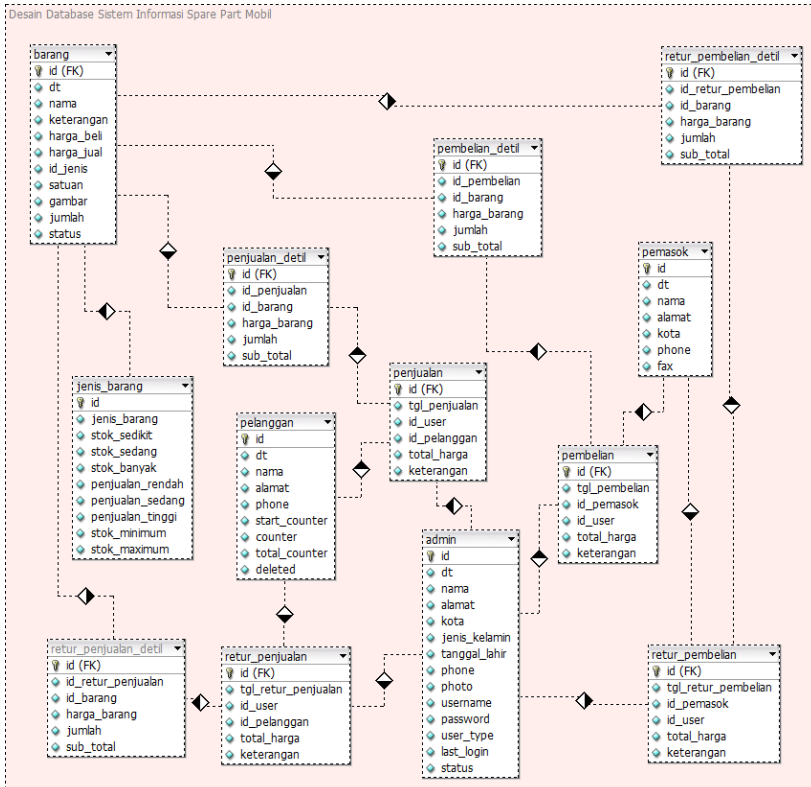 Desain Database Sistem Informasi Spare Part Mobil
barang
id (FK)
dt
nama
keterangan
harga_beli
harga_jual
id_jenis
satuan
gambar
jumlah
status
retur_pembelian_detil
id (FK)
id_retur_pembelian
id_barang
harga_barang
jumlah
sub_total
pembelian_detil
id (FK)
id_pembelian
id_barang
harga_barang
jumlah
sub_total
penjualan_detil
id (FK)
id_penjualan
id_barang
harga_barang
jumlah
sub_total
pemasok
id
dt
nama
alamat
kota
phone
fax
jenis_barang
id
jenis_barang
stok_sedikit
stok_sedang
stok_banyak
penjualan_rendah
penjualan_sedang
penjualan_tinggi
stok_minimum
stok_maximum
penjualan
id (FK)
tgl_penjualan
id_user
id_pelanggan
total_harga
keterangan
pelanggan
id
dt
nama
alamat
phone
start_counter
counter
total_counter
deleted
pembelian
id (FK)
tgl_pembelian
id_pemasok
id_user
total_harga
keterangan
admin
id
dt
nama
alamat
kota
jenis_kelamin
tanggal_lahir
phone
photo
username
password
user_type
last_login
status
retur_penjualan_detil
id (FK)
id_retur_penjualan
id_barang
harga_barang
jumlah
sub_total
retur_penjualan
id (FK)
tgl_retur_penjualan
id_user
id_pelanggan
total_harga
keterangan
retur_pembelian
id (FK)
tgl_retur_pembelian
id_pemasok
id_user
total_harga
keterangan